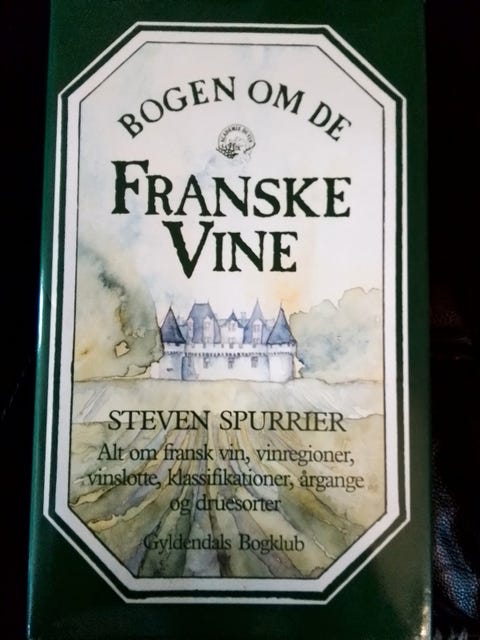 BOGEN OM DE
FRANSKE
VINE
STEVEN SPURRIER
Alt om fransk vin, vinregioner,
vinslotte, klassifikationer, årgange
og druesorter
Gyldendals Bogklub